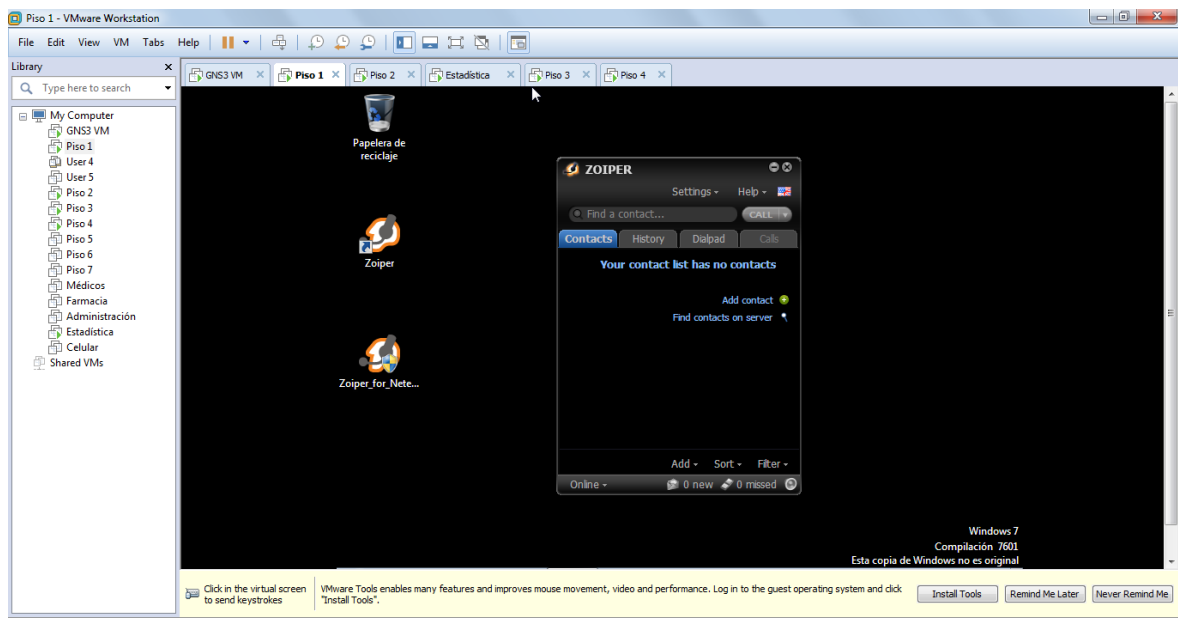 Piso 1 - VMware Workstation
File Edit View VM Tabs Help
Library
Type here to search
My Computer
GNS3 VM
Piso 1
User 4
User 5
Piso 2
Piso 3
Piso 4
Piso 5
Piso 6
Piso 7
Médicos
Farmacia
Administración
Estadística
Celular
Shared VMs
GNS3 VM Piso 1 Piso 2 Estadística Piso 3 Piso 4
Papelera de
reciclaje
Zoiper
Zoiper_for_Nete...
ZOIPER
Settings Help
Find a contact... CALL
Contacts History Dialpad Calls
Your contact list has no contacts
Add contact
Find contacts on server
Add Sort Filter
Online 0 new 0 missed
Windows 7
Compilación 7601
Esta copia de Windows no es original
Click in the virtual screen
to send keystrokes
VMware Tools enables many features and improves mouse movement, video and performance. Log in to the guest operating system and click
"Install Tools".
Install Tools Remind Me Later Never Remind Me